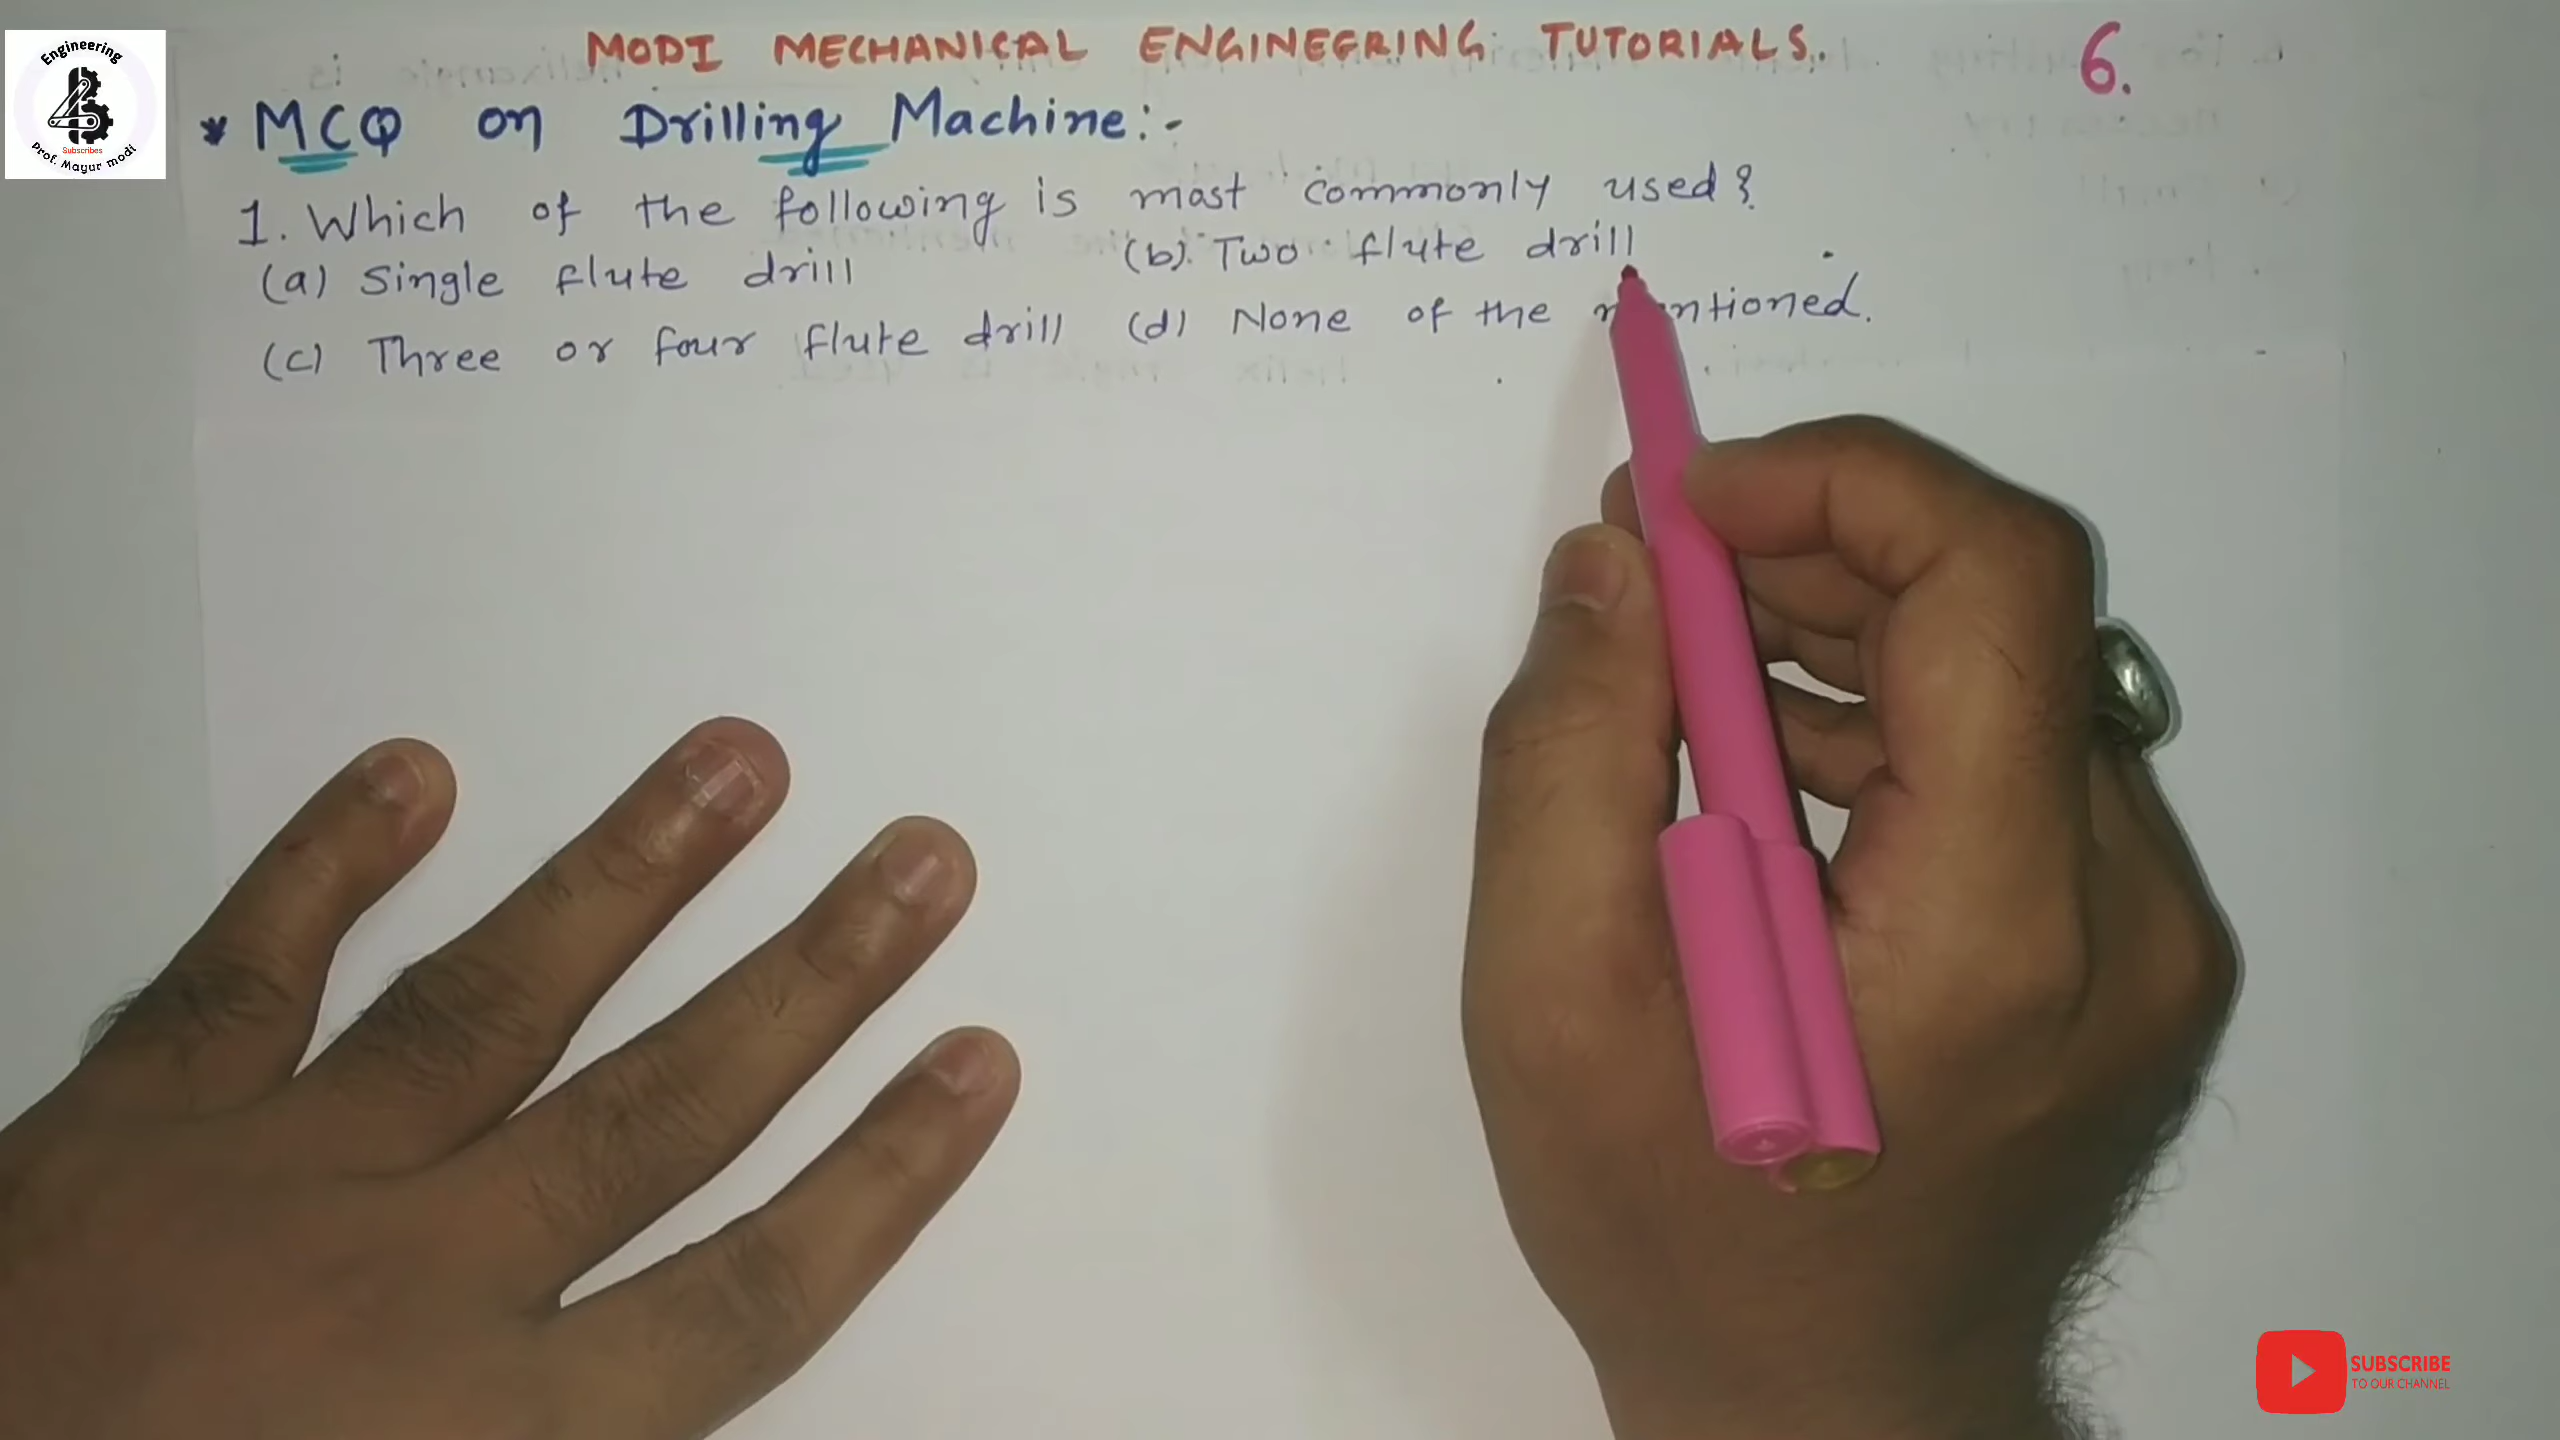 Engineering
Subscribes
Prof. Mayur modi
MODI MECHANICAL ENGINEERING TUTORIALS.
6.
* MCQ on Drilling Machine:-
1. Which of the following is most commonly used?
(a) Single flute drill (b). Two flute drill
(c) Three or four flute drill (d) None of the mentioned.
SUBSCRIBE
TO OUR CHANNEL